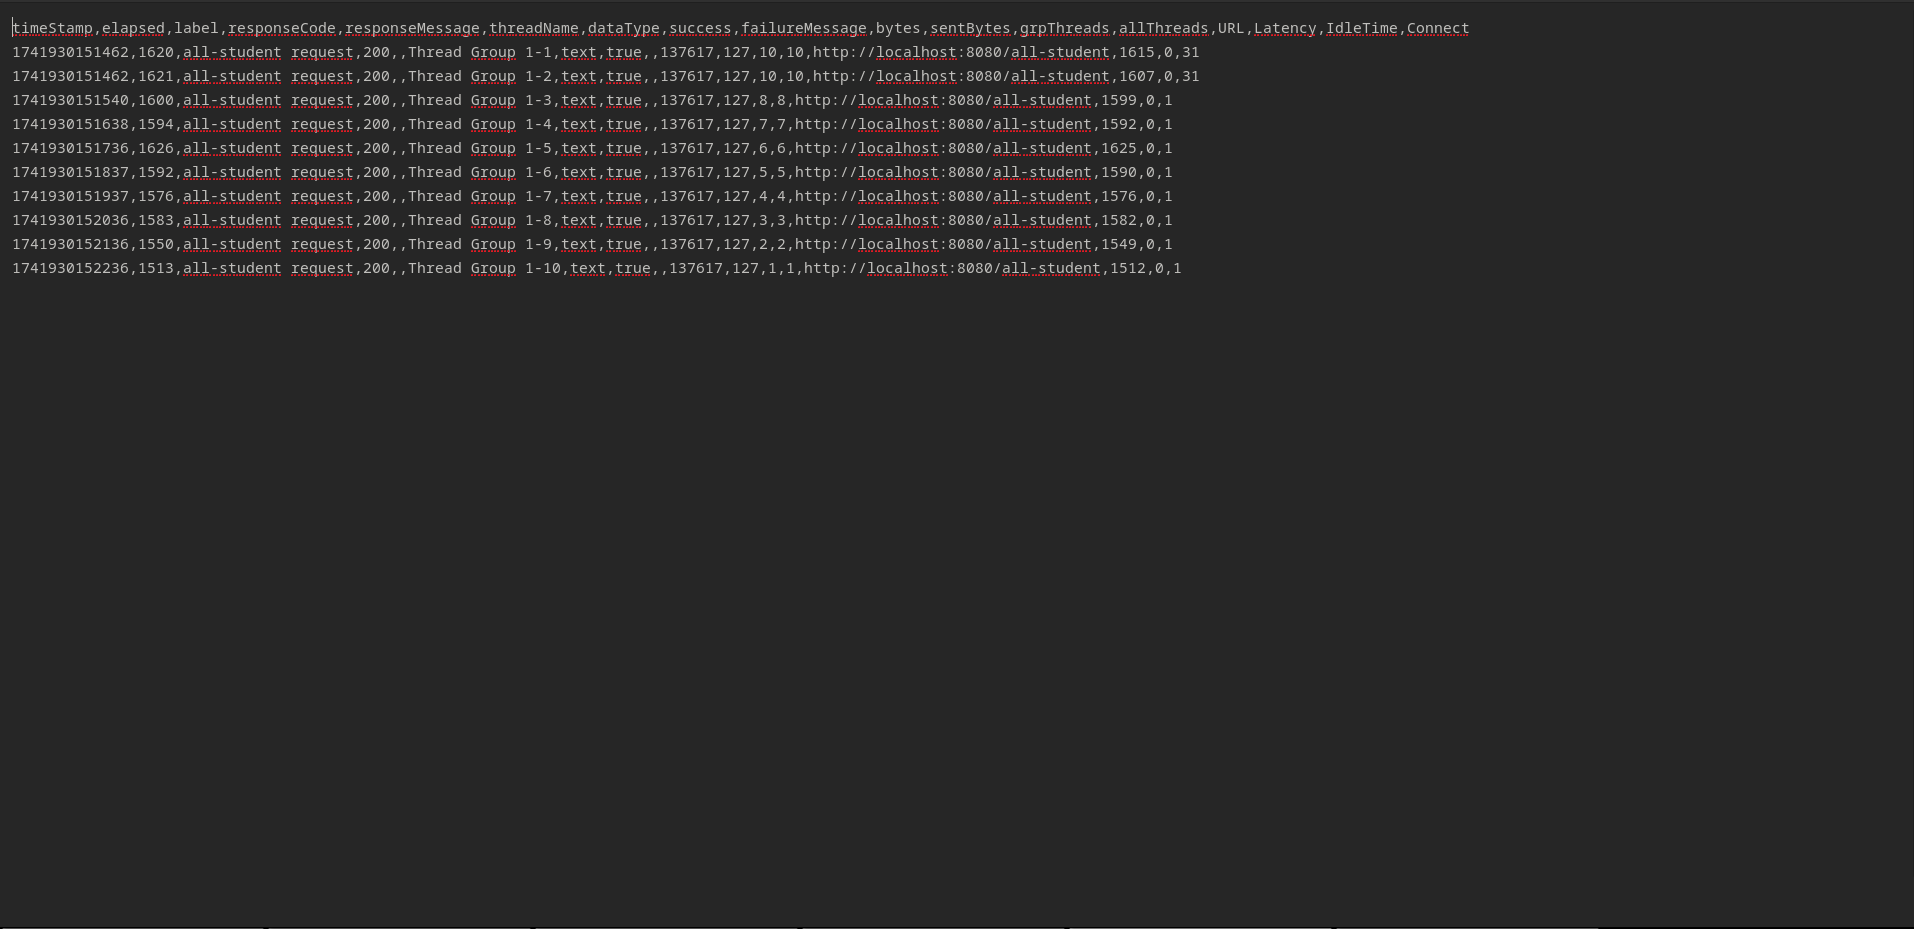 timeStamp,elapsed,label,responseCode,responseMessage,threadName,dataType,success,failureMessage,bytes,sentBytes,grpThreads,allThreads,URL,Latency,IdleTime,Connect
1741930151462,1620,all-student request,200,,Thread Group 1-1,text,true,,137617,127,10,10,http://localhost:8080/all-student,1615,0,31
1741930151462,1621,all-student request,200,,Thread Group 1-2,text,true,,137617,127,10,10,http://localhost:8080/all-student,1607,0,31
1741930151540,1600,all-student request,200,,Thread Group 1-3,text,true,,137617,127,8,8,http://localhost:8080/all-student,1599,0,1
1741930151638,1594,all-student request,200,,Thread Group 1-4,text,true,,137617,127,7,7,http://localhost:8080/all-student,1592,0,1
1741930151736,1626,all-student request,200,,Thread Group 1-5,text,true,,137617,127,6,6,http://localhost:8080/all-student,1625,0,1
1741930151837,1592,all-student request,200,,Thread Group 1-6,text,true,,137617,127,5,5,http://localhost:8080/all-student,1590,0,1
1741930151937,1576,all-student request,200,,Thread Group 1-7,text,true,,137617,127,4,4,http://localhost:8080/all-student,1576,0,1
1741930152036,1583,all-student request,200,,Thread Group 1-8,text,true,,137617,127,3,3,http://localhost:8080/all-student,1582,0,1
1741930152136,1550,all-student request,200,,Thread Group 1-9,text,true,,137617,127,2,2,http://localhost:8080/all-student,1549,0,1
1741930152236,1513,all-student request,200,,Thread Group 1-10,text,true,,137617,127,1,1,http://localhost:8080/all-student,1512,0,1